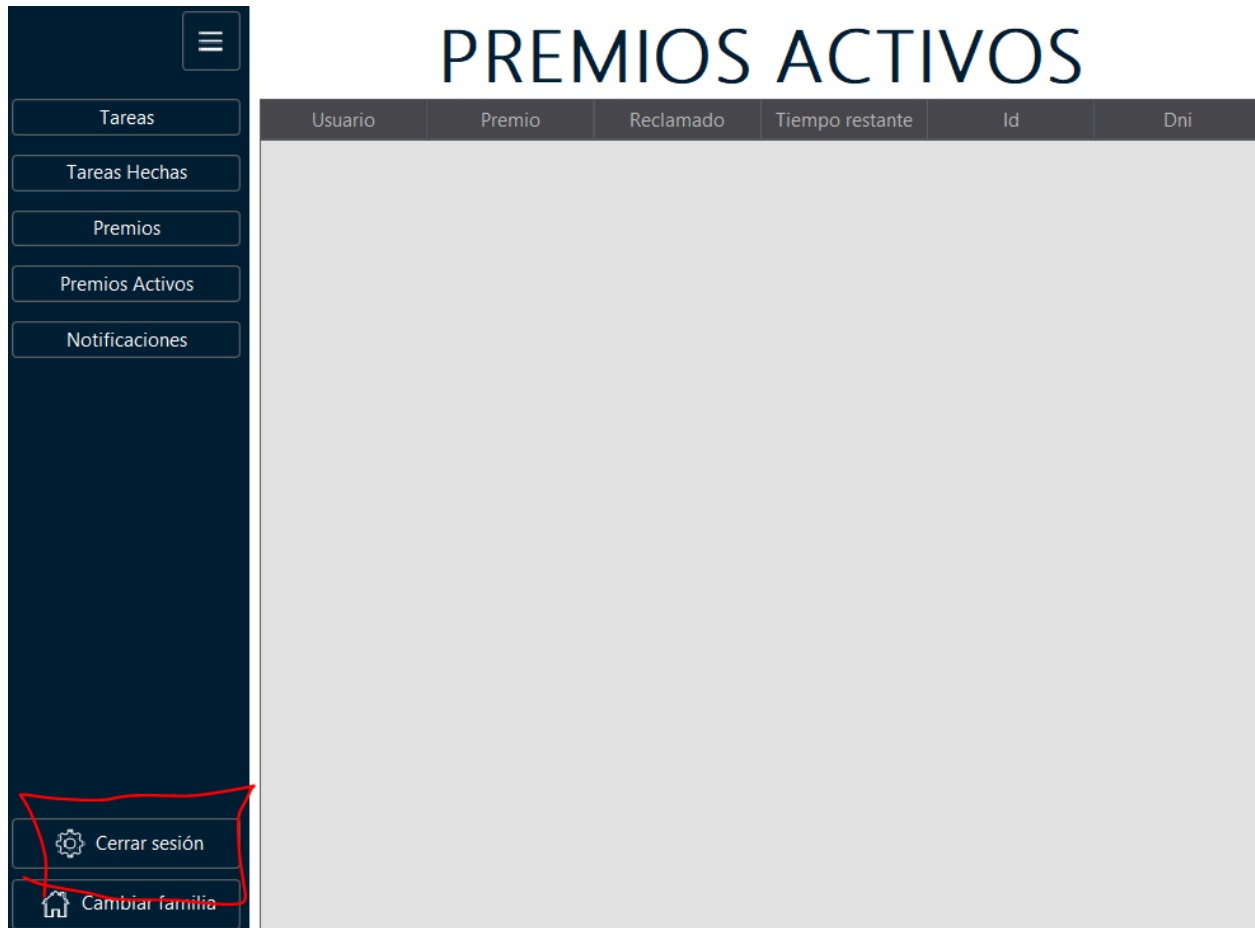 PREMIOS ACTIVOS
Tareas
Tareas Hechas
Premios
Premios Activos
Notificaciones
Usuario Premio Reclamado Tiempo restante Id Dni
Cerrar sesión
Cambiar familia